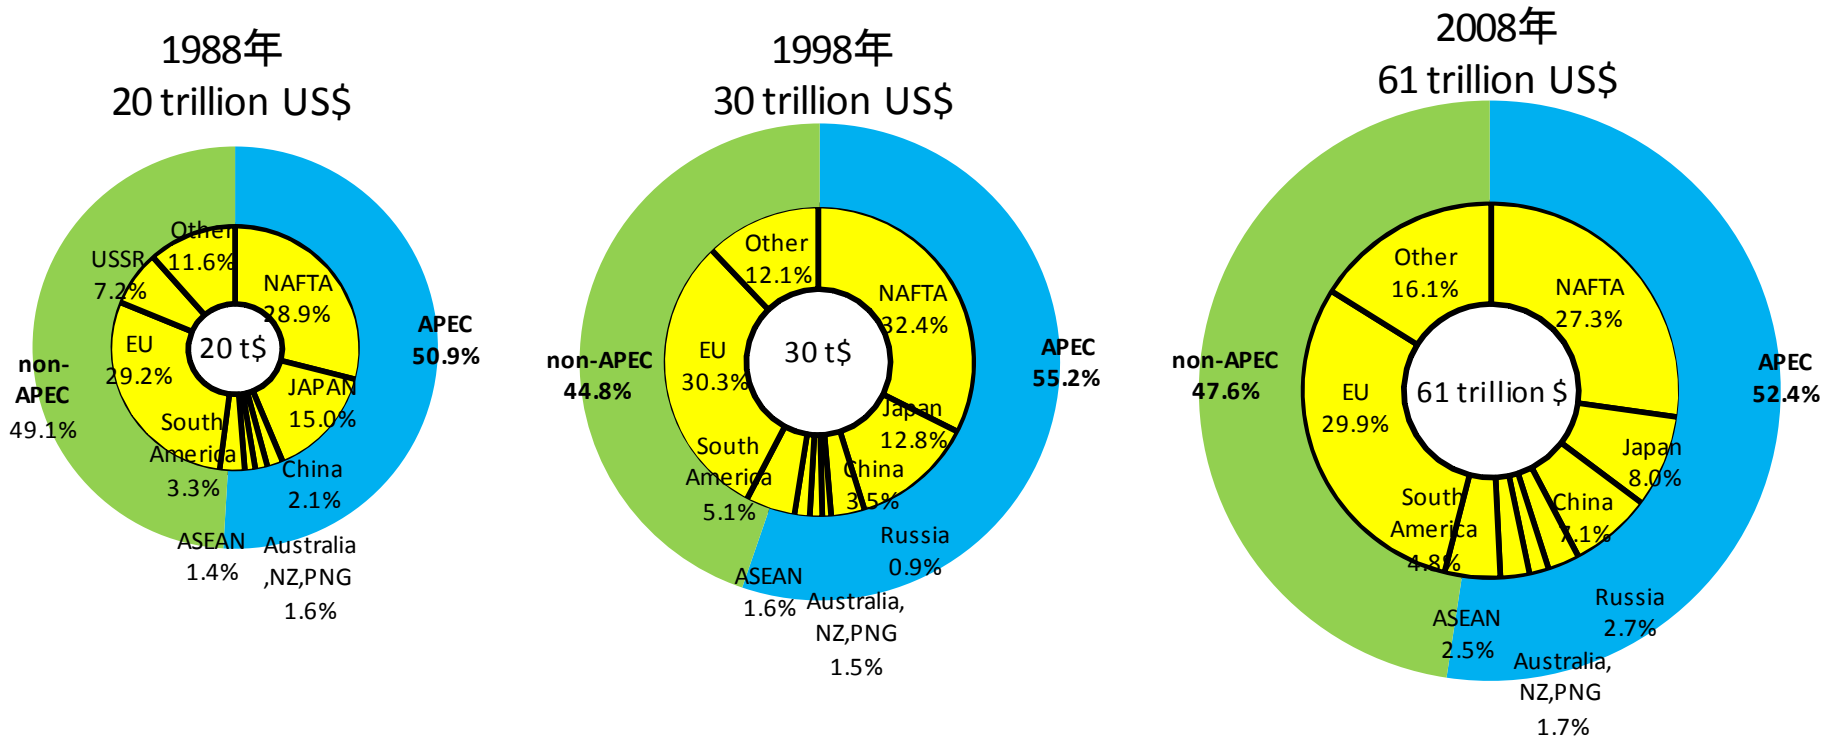 1988年
20 trillion US$
Other
11.6%
USSR
7.2%
NAFTA
28.9%
APEC
50.9%
20 t$
EU
29.2%
non-
APEC
49.1%
JAPAN
15.0%
South
America
3.3%
China
2.1%
ASEAN
1.4%
Australia
,NZ,PNG
1.6%
1998年
30 trillion US$
Other
12.1%
NAFTA
32.4%
30 t$
EU
30.3%
non-APEC
44.8%
APEC
55.2%
Japan
12.8%
South
America
5.1%
China
3.5%
Russia
0.9%
ASEAN
1.6%
Australia,
NZ,PNG
1.5%
2008年
61 trillion US$
Other
16.1%
NAFTA
27.3%
non-APEC
47.6%
APEC
52.4%
EU
29.9%
61 trillion $
Japan
8.0%
South
America
4.8%
China
7.1%
Russia
2.7%
ASEAN
2.5%
Australia,
NZ,PNG
1.7%